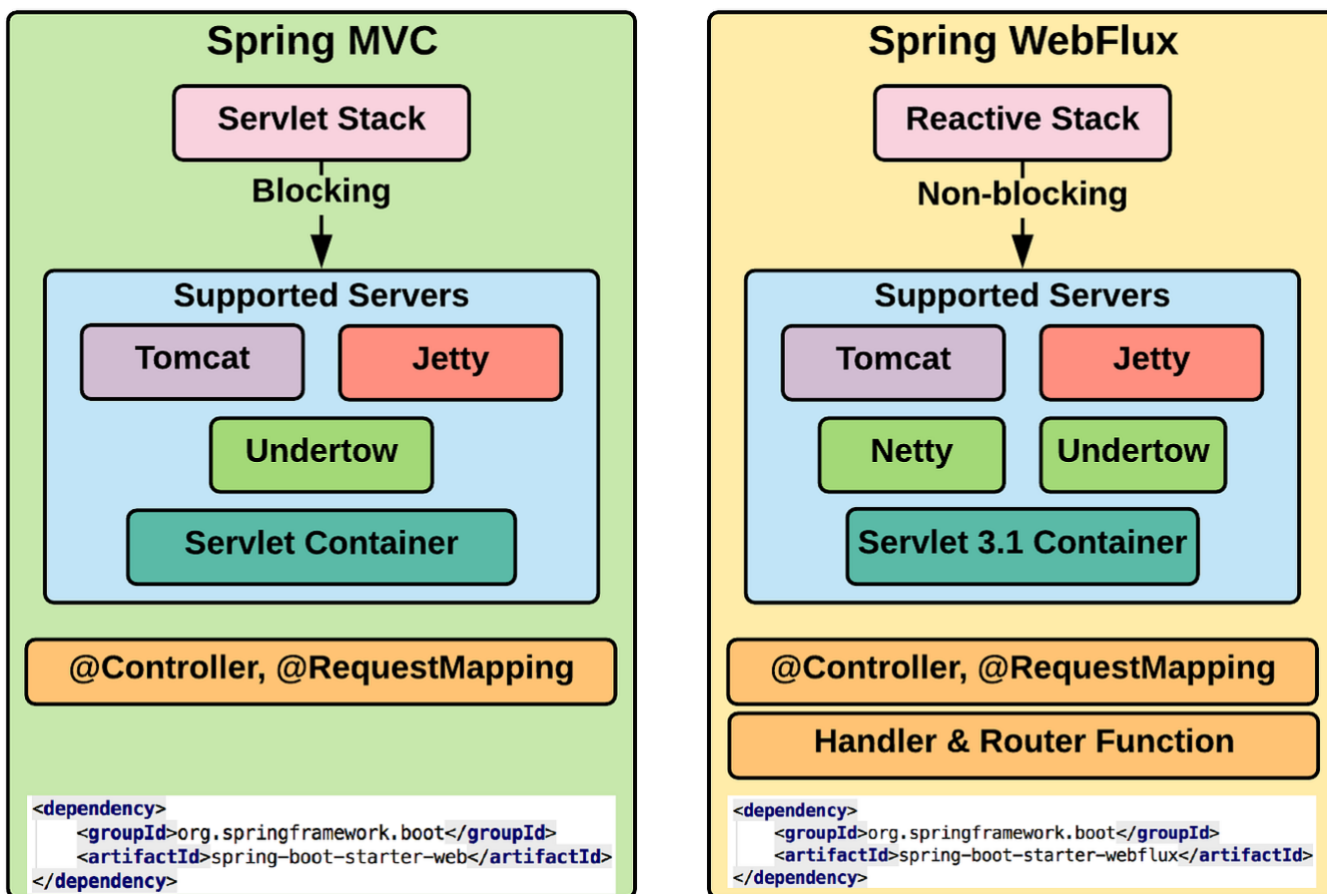 Spring MVC
Servlet Stack
Blocking
Supported Servers
Tomcat
Jetty
Undertow
Servlet Container
@Controller, @RequestMapping
<dependency>
<groupId>org.springframework.boot</groupId>
<artifactId>spring-boot-starter-web</artifactId>
</dependency>
Spring WebFlux
Reactive Stack
Non-blocking
Supported Servers
Tomcat
Jetty
Netty
Undertow
Servlet 3.1 Container
@Controller, @RequestMapping
Handler & Router Function
<dependency>
<groupId>org.springframework.boot</groupId>
<artifactId>spring-boot-starter-webflux</artifactId>
</dependency>